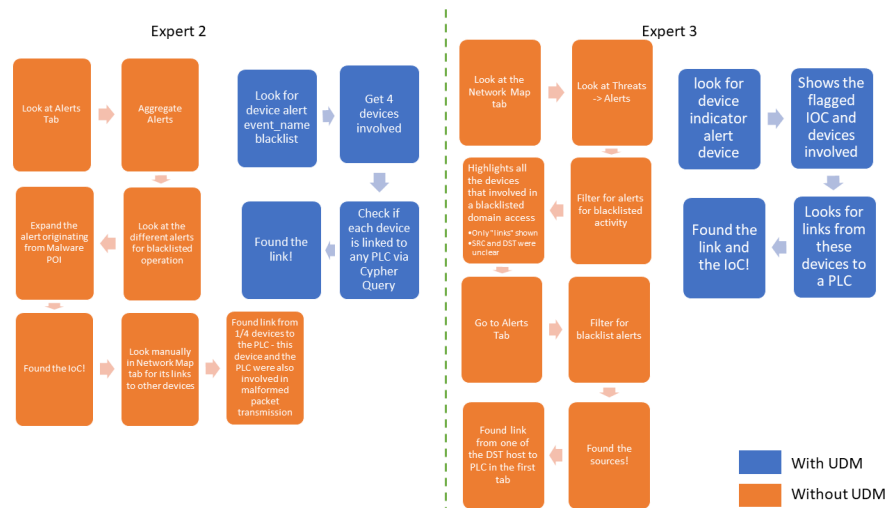 Expert 2
Look at Alerts
Tab
Aggregate
Alerts
Look for
device alert
event_name
blacklist
Get 4
devices
involved
Expand the
alert originating
from Malware
POI
Look at the
different alerts
for blacklisted
operation
Found the
link!
Check if
each device
is linked to
any PLC via
Cypher
Query
Found the IoC!
Look manually
in Network Map
tab for its links
to other devices
Found link from
1/4 devices to
the PLC - this
device and the
PLC were also
involved in
malformed
packet
transmission
Expert 3
Look at the
Network Map
tab
Look at Threats
-> Alerts
look for
device
indicator
alert
device
Shows the
flagged
IOC and
devices
involved
Highlights all
the devices
that involved in
a blacklisted
domain access
•Only "links" shown
•SRC and DST were
unclear
Filter for alerts
for blacklisted
activity
Found the
link and
the IoC!
Looks for
links from
these
devices to
a PLC
Go to Alerts
Tab
Filter for
blacklist alerts
Found link
from one of
the DST host to
PLC in the first
tab
Found the
sources!
With UDM
Without UDM